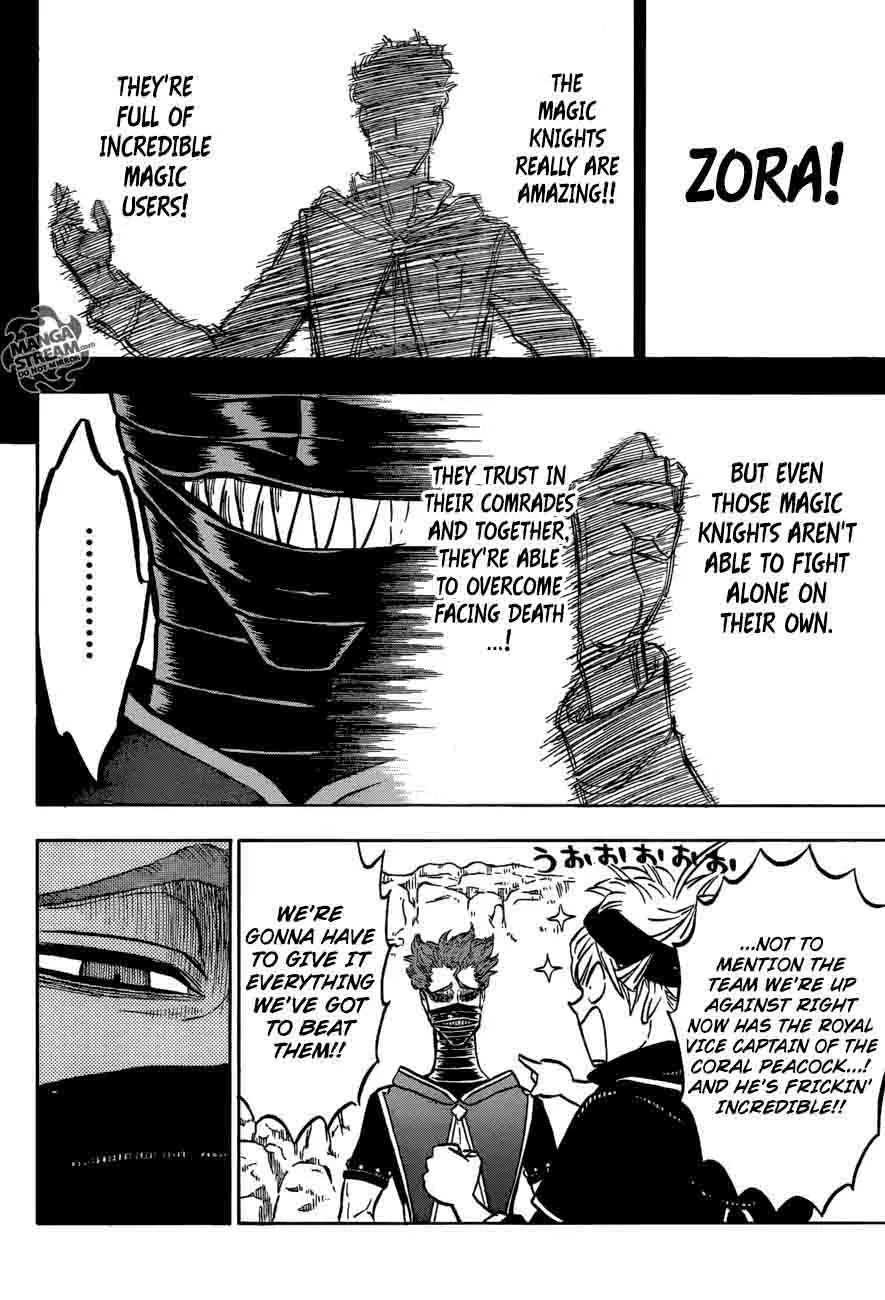 ZORA!
THE
MAGIC
KNIGHTS
REALLY ARE
AMAZING!!
THEY'RE
FULL OF
INCREDIBLE
MAGIC
USERS!
MANGA
STREAM.com
DO NOT MIRROR
BUT EVEN
THOSE MAGIC
KNIGHTS AREN'T
ABLE TO FIGHT
ALONE ON
THEIR OWN.
THEY TRUST IN
THEIR COMRADES
AND TOGETHER,
THEY'RE ABLE
TO OVERCOME
FACING DEATH
...!
.........
うおおおおお
...NOT TO
MENTION THE
TEAM WE'RE UP
AGAINST RIGHT
NOW HAS THE ROYAL
VICE CAPTAIN OF THE
CORAL PEACOCK...!
AND HE'S FRICKIN'
INCREDIBLE!!
WE'RE
GONNA HAVE
TO GIVE IT
EVERYTHING
WE'VE GOT
TO BEAT
THEM!!